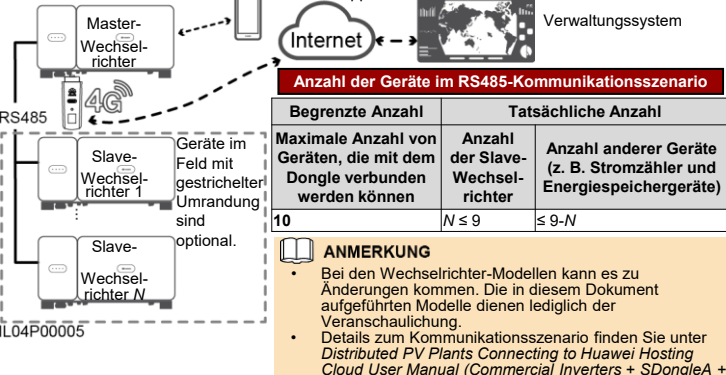 Master-
Wechsel-
richter
Internet
Verwaltungssystem
4G
RS485
Slave-
Wechsel-
richter 1
Geräte im
Feld mit
gestrichelter
Umrandung
sind
optional.
Slave-
Wechsel-
richter N
IL04P00005
Anzahl der Geräte im RS485-Kommunikationsszenario
Begrenzte Anzahl
Tatsächliche Anzahl
Maximale Anzahl von
Geräten, die mit dem
Dongle verbunden
werden können
Anzahl
der Slave-
Wechsel-
richter
Anzahl anderer Geräte
(z. B. Stromzähler und
Energiespeichergeräte)
10
N ≤ 9
≤ 9-N
ANMERKUNG
• Bei den Wechselrichter-Modellen kann es zu
Änderungen kommen. Die in diesem Dokument
aufgeführten Modelle dienen lediglich der
Veranschaulichung.
• Details zum Kommunikationsszenario finden Sie unter
Distributed PV Plants Connecting to Huawei Hosting
Cloud User Manual (Commercial Inverters + SDongleA +